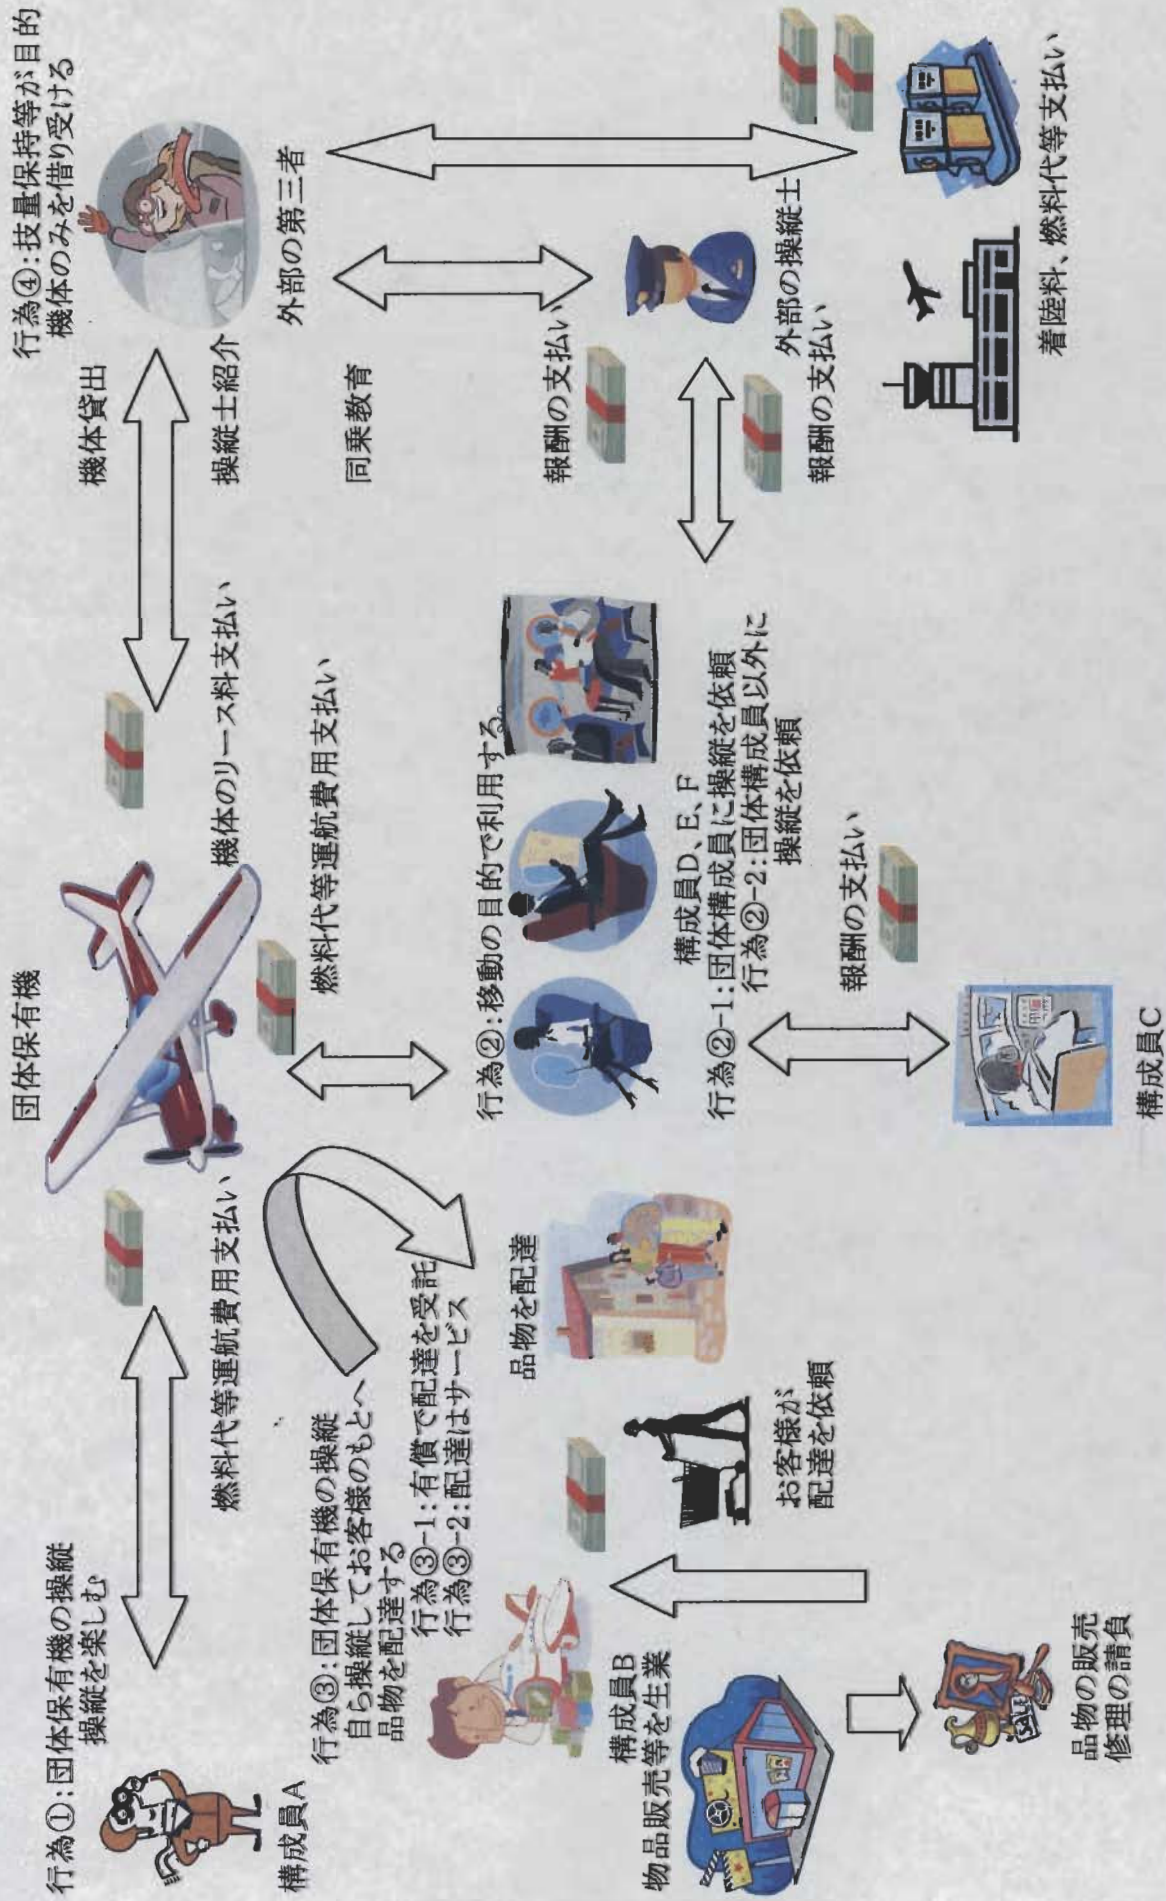 行為①:団体保有機の操縦
操縦を楽しむ
構成員A
燃料代等運航費用支払い
団体保有機
機体のリース料支払い
機体貸出
操縦士紹介
行為④:技量保持等が目的
機体のみを借り受ける
外部の第三者
同乗教育
報酬の支払い
外部の操縦士
報酬の支払い
着陸料、燃料代等支払い
燃料代等運航費用支払い
行為②:移動の目的で利用する。
構成員D、E、F
行為②-1:団体構成員に操縦を依頼
行為②-2:団体構成員以外に
操縦を依頼
報酬の支払い
構成員C
行為③:団体保有機の操縦
自ら操縦してお客様のもとへ
品物を配達する
行為③-1:有償で配達を受託
行為③-2:配達はサービス
品物を配達
構成員B
物品販売等を生業
お客様が
配達を依頼
SALE
品物の販売
修理の請負